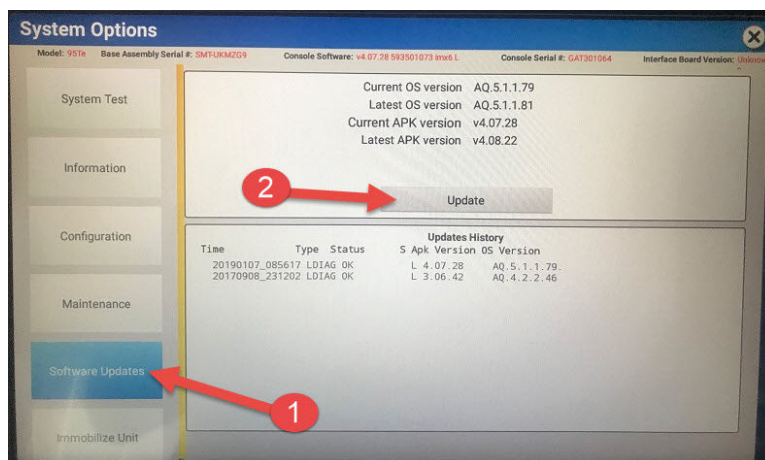 System Options
Model: 95Te Base Assembly Serial #: SMT-UKMZG9 Console Software: v4.07.28 593501073 imx6 L Console Serial #: GAT301064 Interface Board Version: Unknow
System Test
Information
Configuration
Maintenance
Software Updates
Immobilize Unit
Current OS version AQ.5.1.1.79
Latest OS version AQ.5.1.1.81
Current APK version v4.07.28
Latest APK version v4.08.22
2
Update
Updates History
Time Type Status S Apk Version OS Version
20190107_085617 LDIAG OK L 4.07.28 AQ.5.1.1.79.
20170908_231202 LDIAG OK L 3.06.42 AQ.4.2.2.46
1